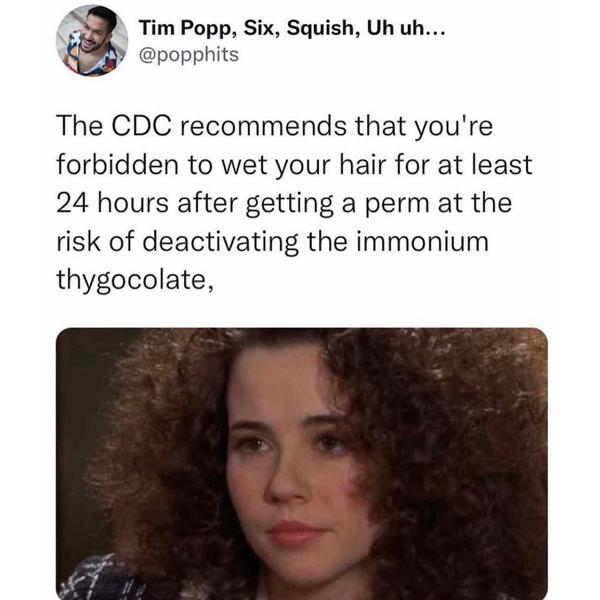 Tim Popp, Six, Squish, Uh uh...
@popphits
The CDC recommends that you're
forbidden to wet your hair for at least
24 hours after getting a perm at the
risk of deactivating the immonium
thygocolate,